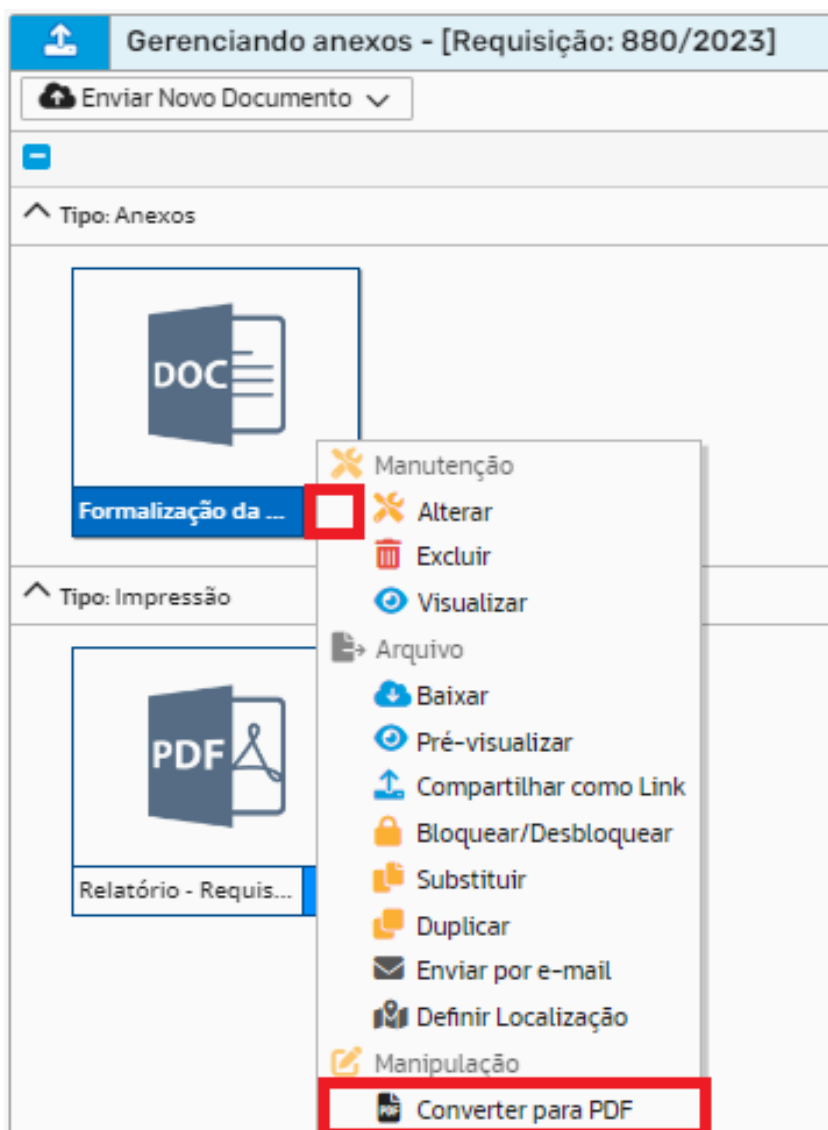 Gerenciando anexos - [Requisição: 880/2023]
Enviar Novo Documento
Tipo: Anexos
DOC
Formalização da ...
Manutenção
Alterar
Excluir
Visualizar
Tipo: Impressão
Arquivo
Baixar
Pré-visualizar
Compartilhar como Link
Bloquear/Desbloquear
Substituir
Duplicar
Enviar por e-mail
Definir Localização
Manipulação
PDF Converter para PDF
PDF
Relatório - Requis...